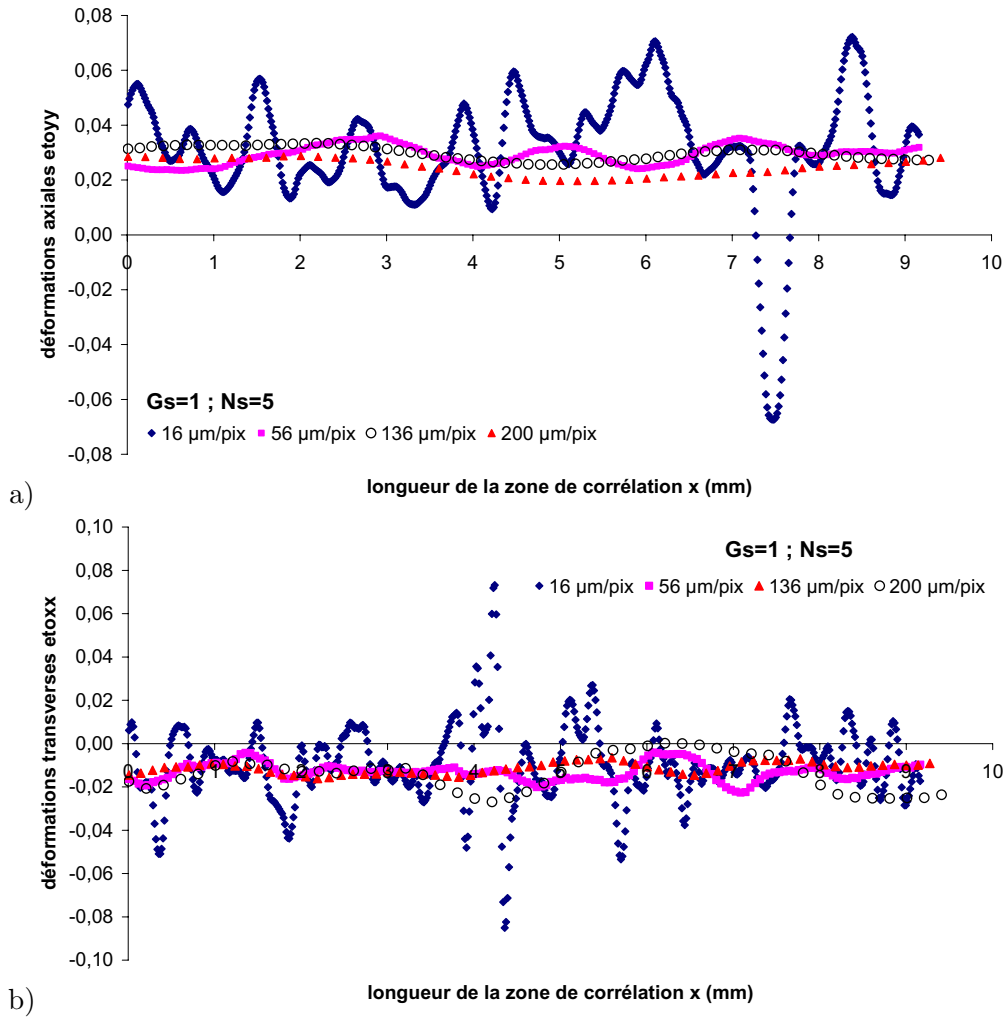 0,08
0,06
0,04
0,02
0,00
-0,02
-0,04
-0,06
-0,08
déformations axiales etoyy
0 1 2 3 4 5 6 7 8 9 10
Gs=1 ; Ns=5
16 µm/pix 56 µm/pix 136 µm/pix 200 µm/pix
longueur de la zone de corrélation x (mm)
a)
0,10
0,08
0,06
0,04
0,02
0,00
-0,02
-0,04
-0,06
-0,08
-0,10
déformations transverses etoxx
Gs=1 ; Ns=5
16 µm/pix 56 µm/pix 136 µm/pix 200 µm/pix
0 4 10
longueur de la zone de corrélation x (mm)
b)